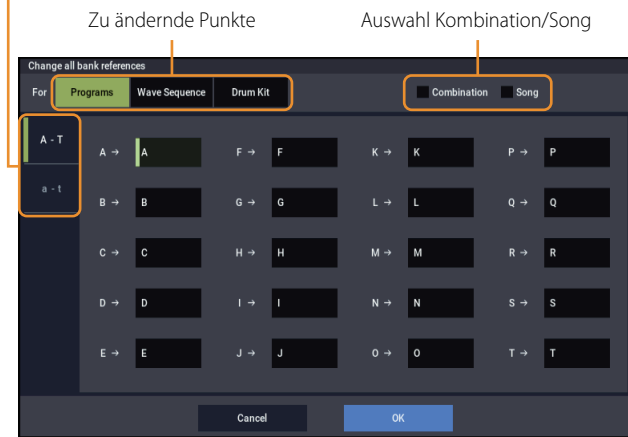 Zu ändernde Punkte Auswahl Kombination/Song
Change all bank references
For Programs Wave Sequence Drum Kit Combination Song
A - T
a - t
A → A F → F K → K P → P
B → B G → G L → L Q → Q
C → C H → H M → M R → R
D → D I → I N → N S → S
E → E J → J O → O T → T
Cancel OK